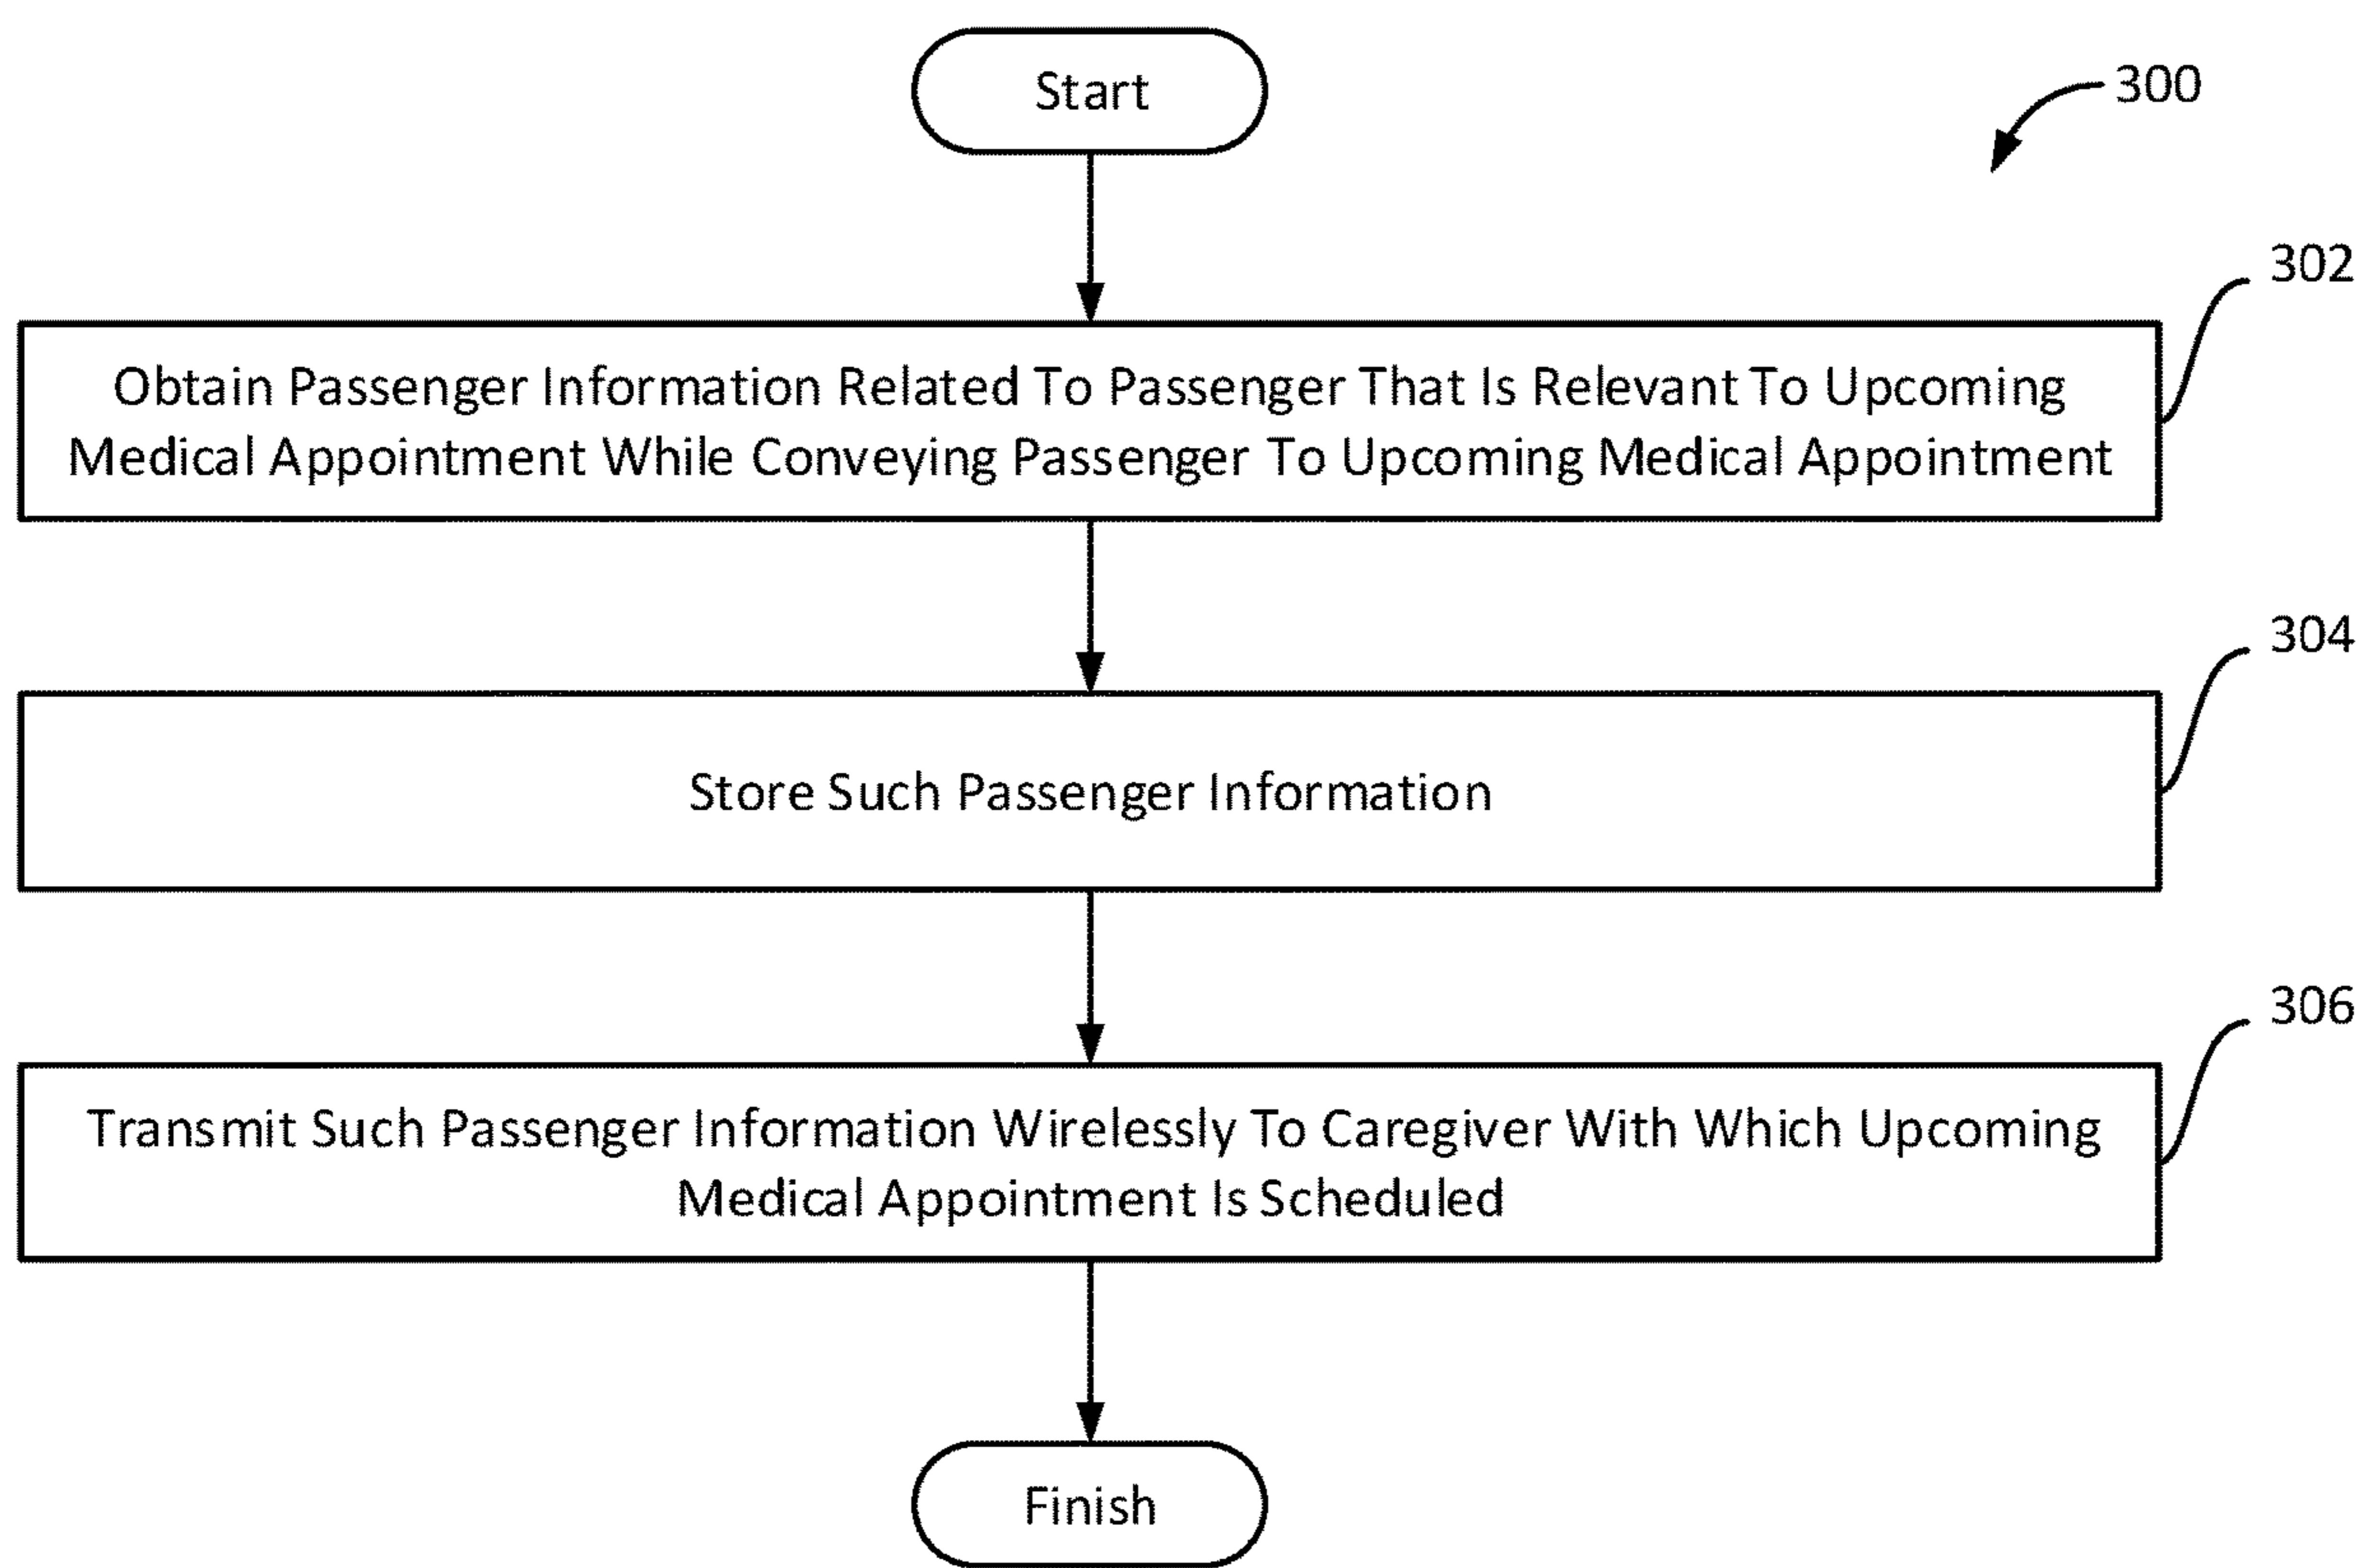 Start
300
302
Obtain Passenger Information Related To Passenger That Is Relevant To Upcoming
Medical Appointment While Conveying Passenger To Upcoming Medical Appointment
304
Store Such Passenger Information
306
Transmit Such Passenger Information Wirelessly To Caregiver With Which Upcoming
Medical Appointment Is Scheduled
Finish